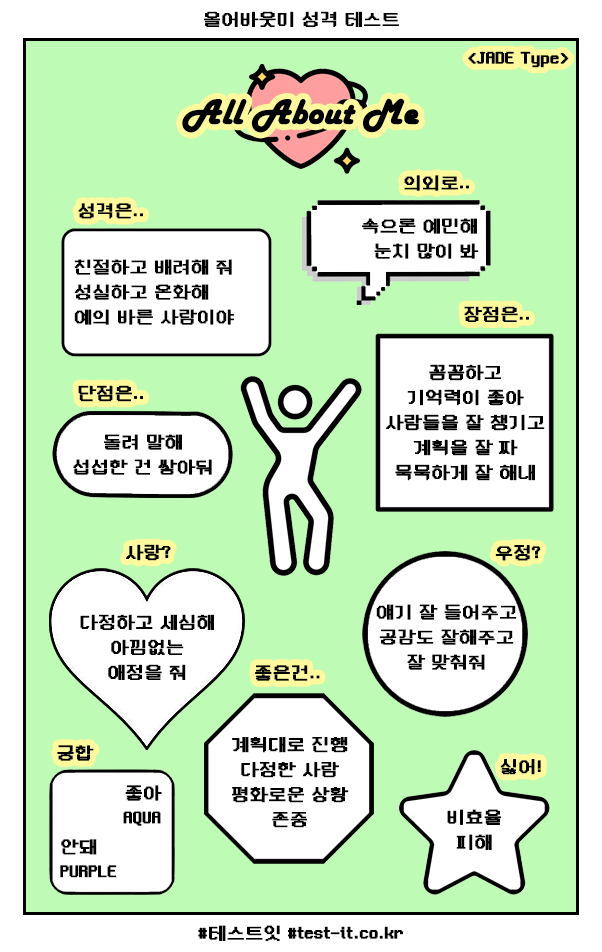 올어바웃미 성격 테스트
<JADE Type>
All About Me
성격은..
친절하고 배려해 줘
성실하고 온화해
예의 바른 사람이야
의외로..
속으론 예민해
눈치 많이 봐
장점은..
꼼꼼하고
기억력이 좋아
사람들을 잘 챙기고
계획을 잘 짜
묵묵하게 잘 해내
단점은..
돌려 말해
섭섭한 건 쌓아둬
사랑?
다정하고 세심해
아낌없는
애정을 줘
우정?
얘기 잘 들어주고
공감도 잘해주고
잘 맞춰줘
좋은건..
계획대로 진행
다정한 사람
평화로운 상황
존중
궁합
좋아
AQUA
안돼
PURPLE
싫어!
비효율
피해
#테스트잇 #test-it.co.kr